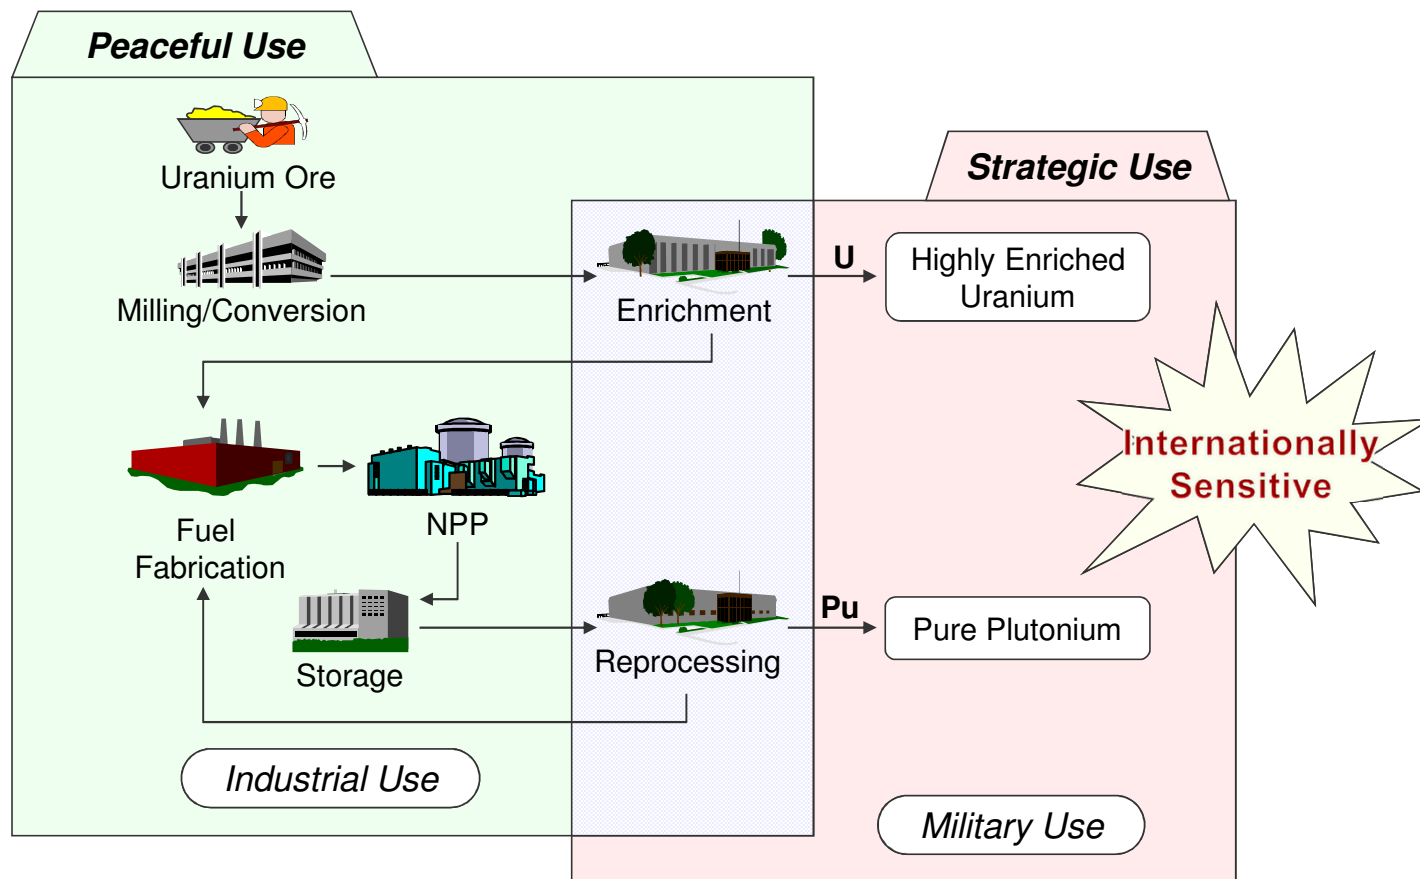 Peaceful Use
Strategic Use
Uranium Ore
Milling/Conversion
Enrichment
U
Highly Enriched
Uranium
Internationally
Sensitive
Fuel
Fabrication
NPP
Storage
Reprocessing
Pu
Pure Plutonium
Industrial Use
Military Use